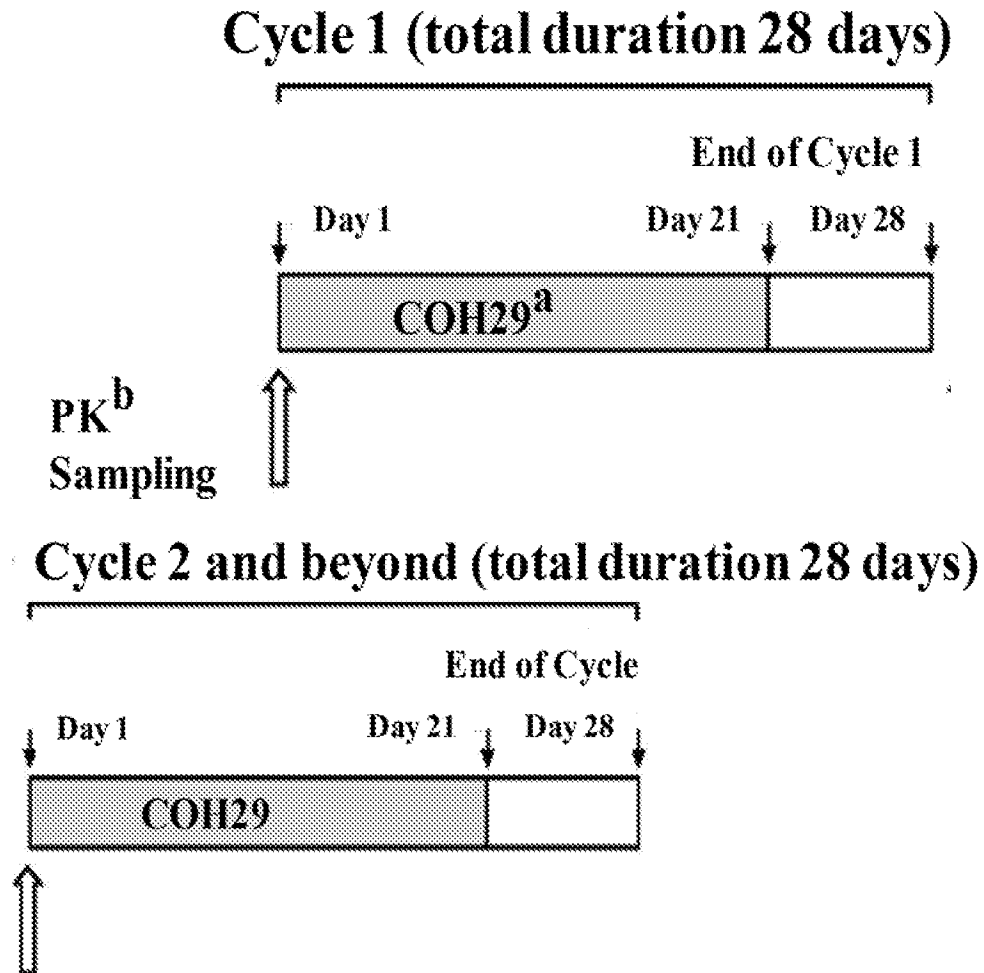 Cycle 1 (total duration 28 days)
End of Cycle 1
Day 1 Day 21 Day 28
COH29ᵃ
PKᵇ
Sampling
Cycle 2 and beyond (total duration 28 days)
End of Cycle
Day 1 Day 21 Day 28
COH29